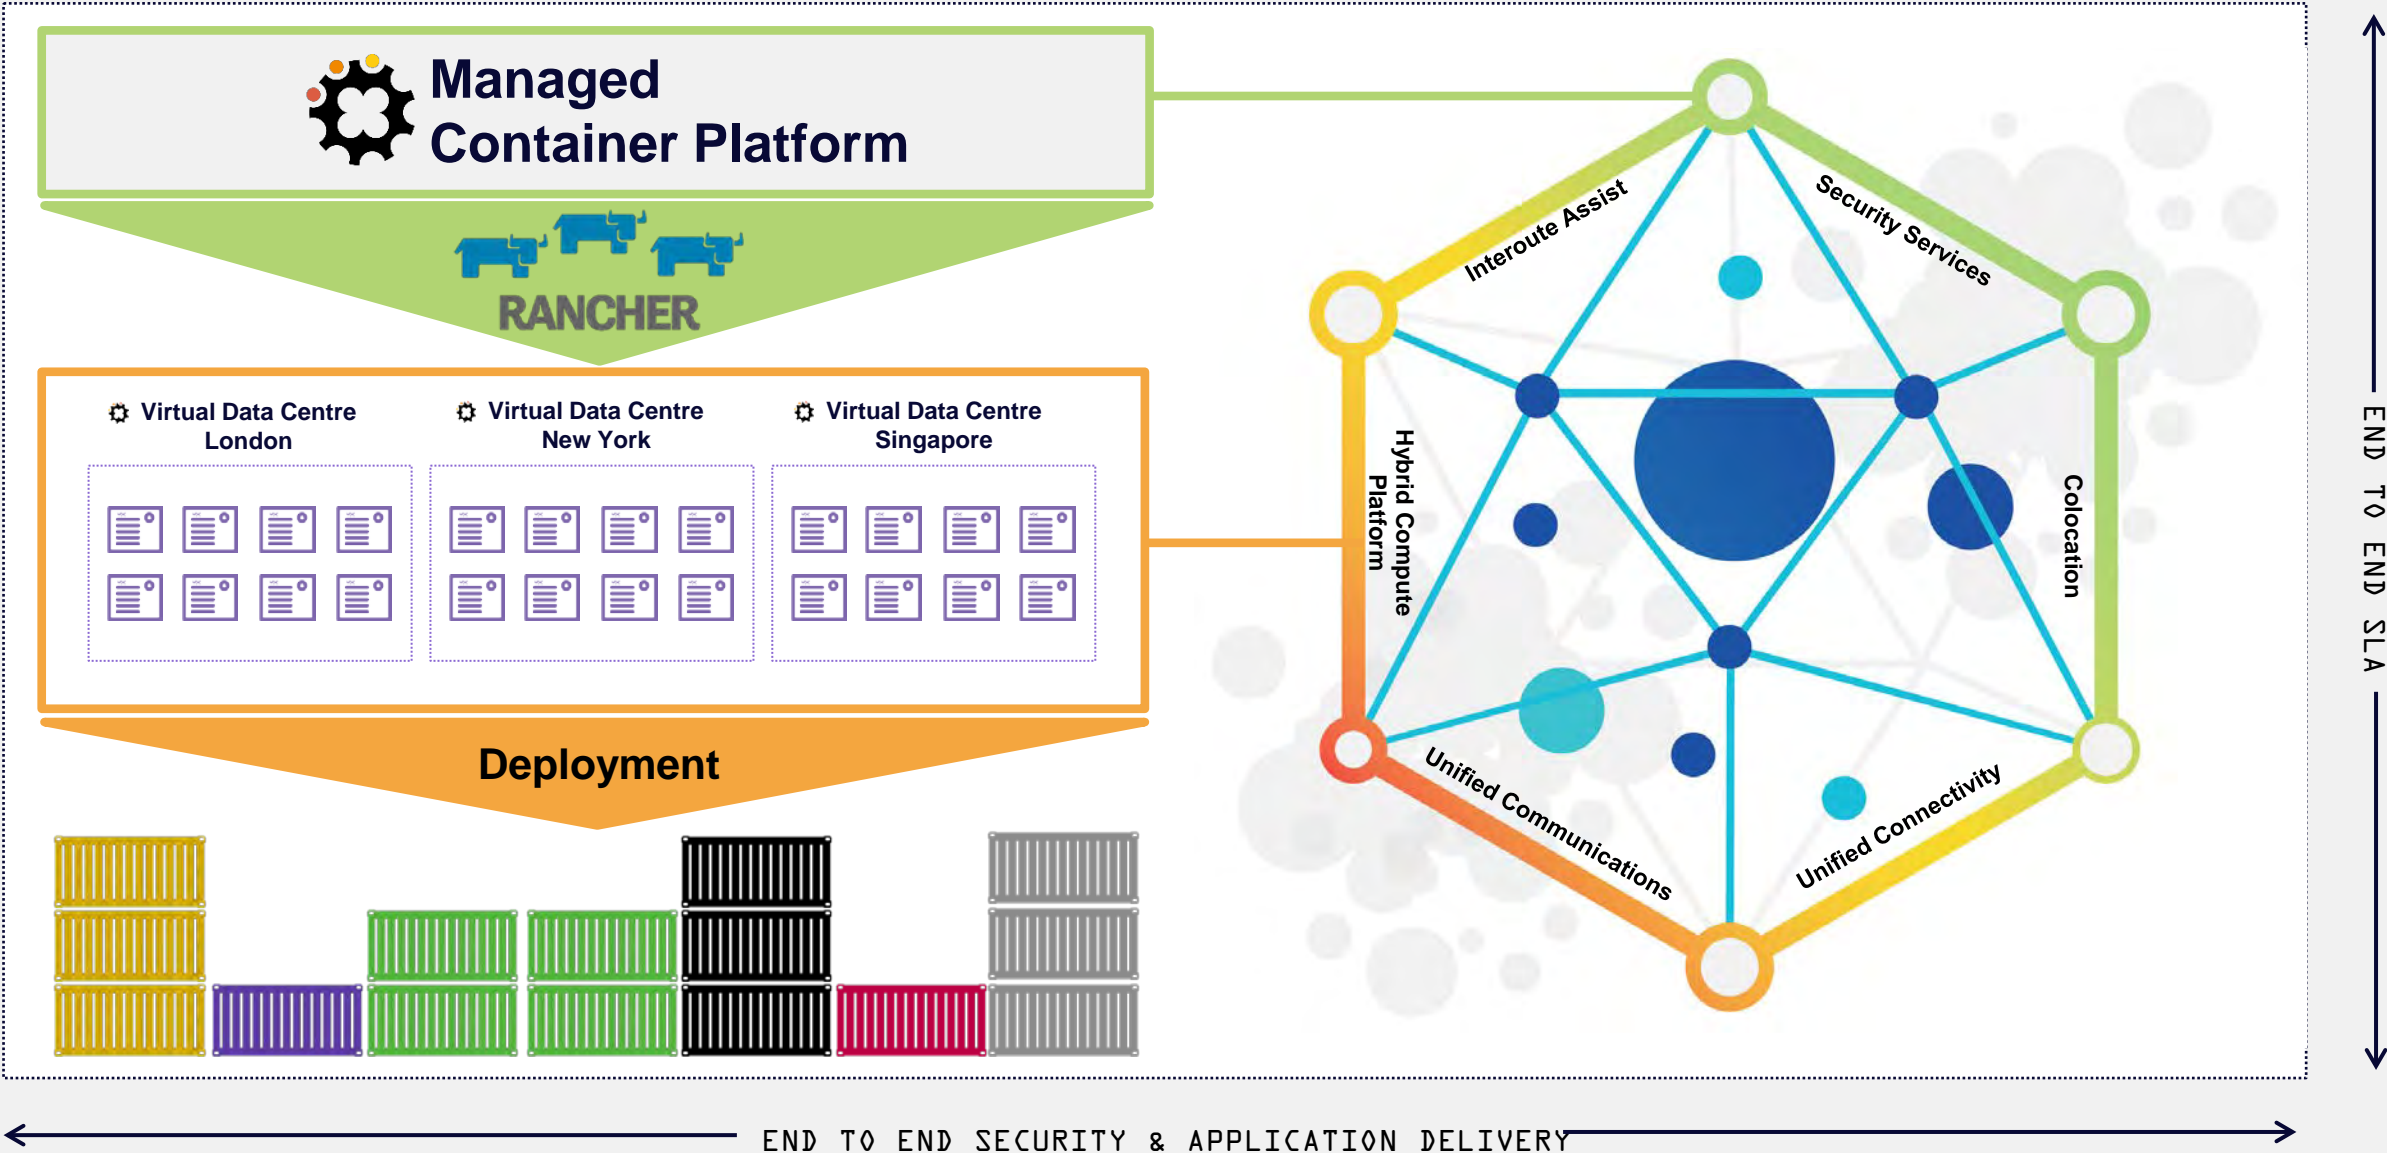 Managed
Container Platform
RANCHER
Virtual Data Centre
London
Virtual Data Centre
New York
Virtual Data Centre
Singapore
Deployment
Interoute Assist
Security Services
Hybrid Compute
Platform
Colocation
Unified Communications
Unified Connectivity
END TO END SLA
END TO END SECURITY & APPLICATION DELIVERY